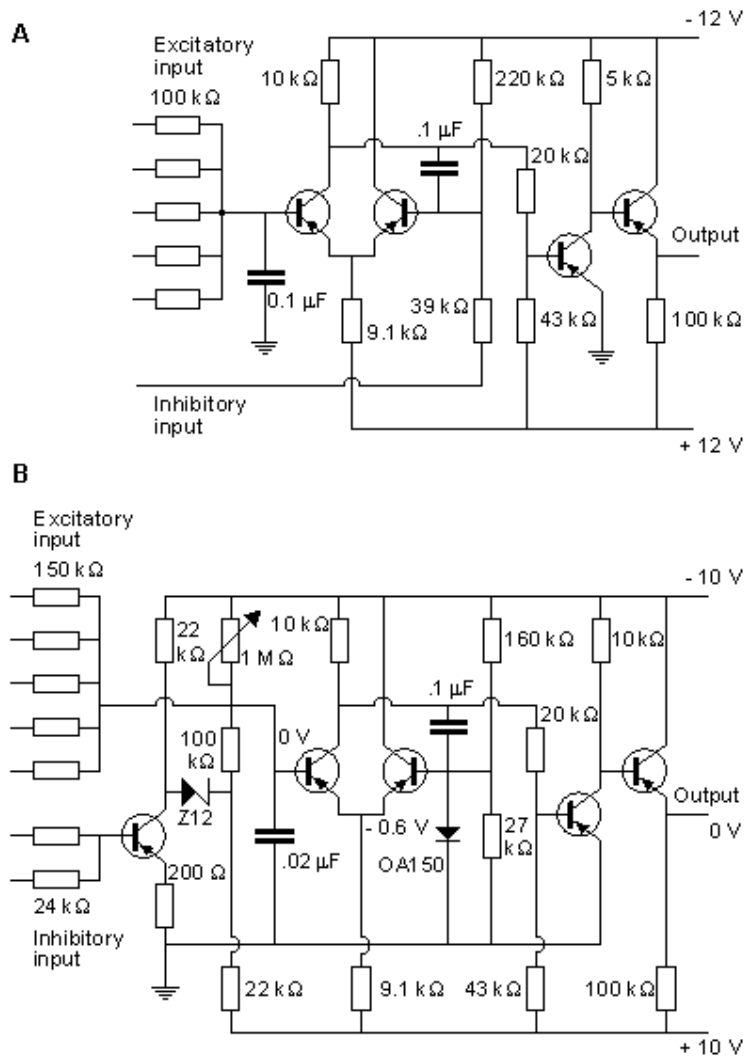 A
- 12 V
Excitatory
input
100 kΩ
10 kΩ
220 kΩ
5 kΩ
.1 µF
20 kΩ
Output
0.1 µF
39 kΩ
9.1 kΩ
43 kΩ
100 kΩ
Inhibitory
input
+ 12 V
B
Excitatory
input
150 kΩ
- 10 V
22
kΩ
1 M Ω
10 kΩ
160 kΩ
10 kΩ
.1 µF
20 kΩ
100
kΩ
0 V
Z12
Output
0 V
- 0.6 V
27
kΩ
200 Ω
.02 µF
OA150
24 kΩ
Inhibitory
input
22 kΩ
9.1 kΩ
43 kΩ
100 kΩ
+ 10 V